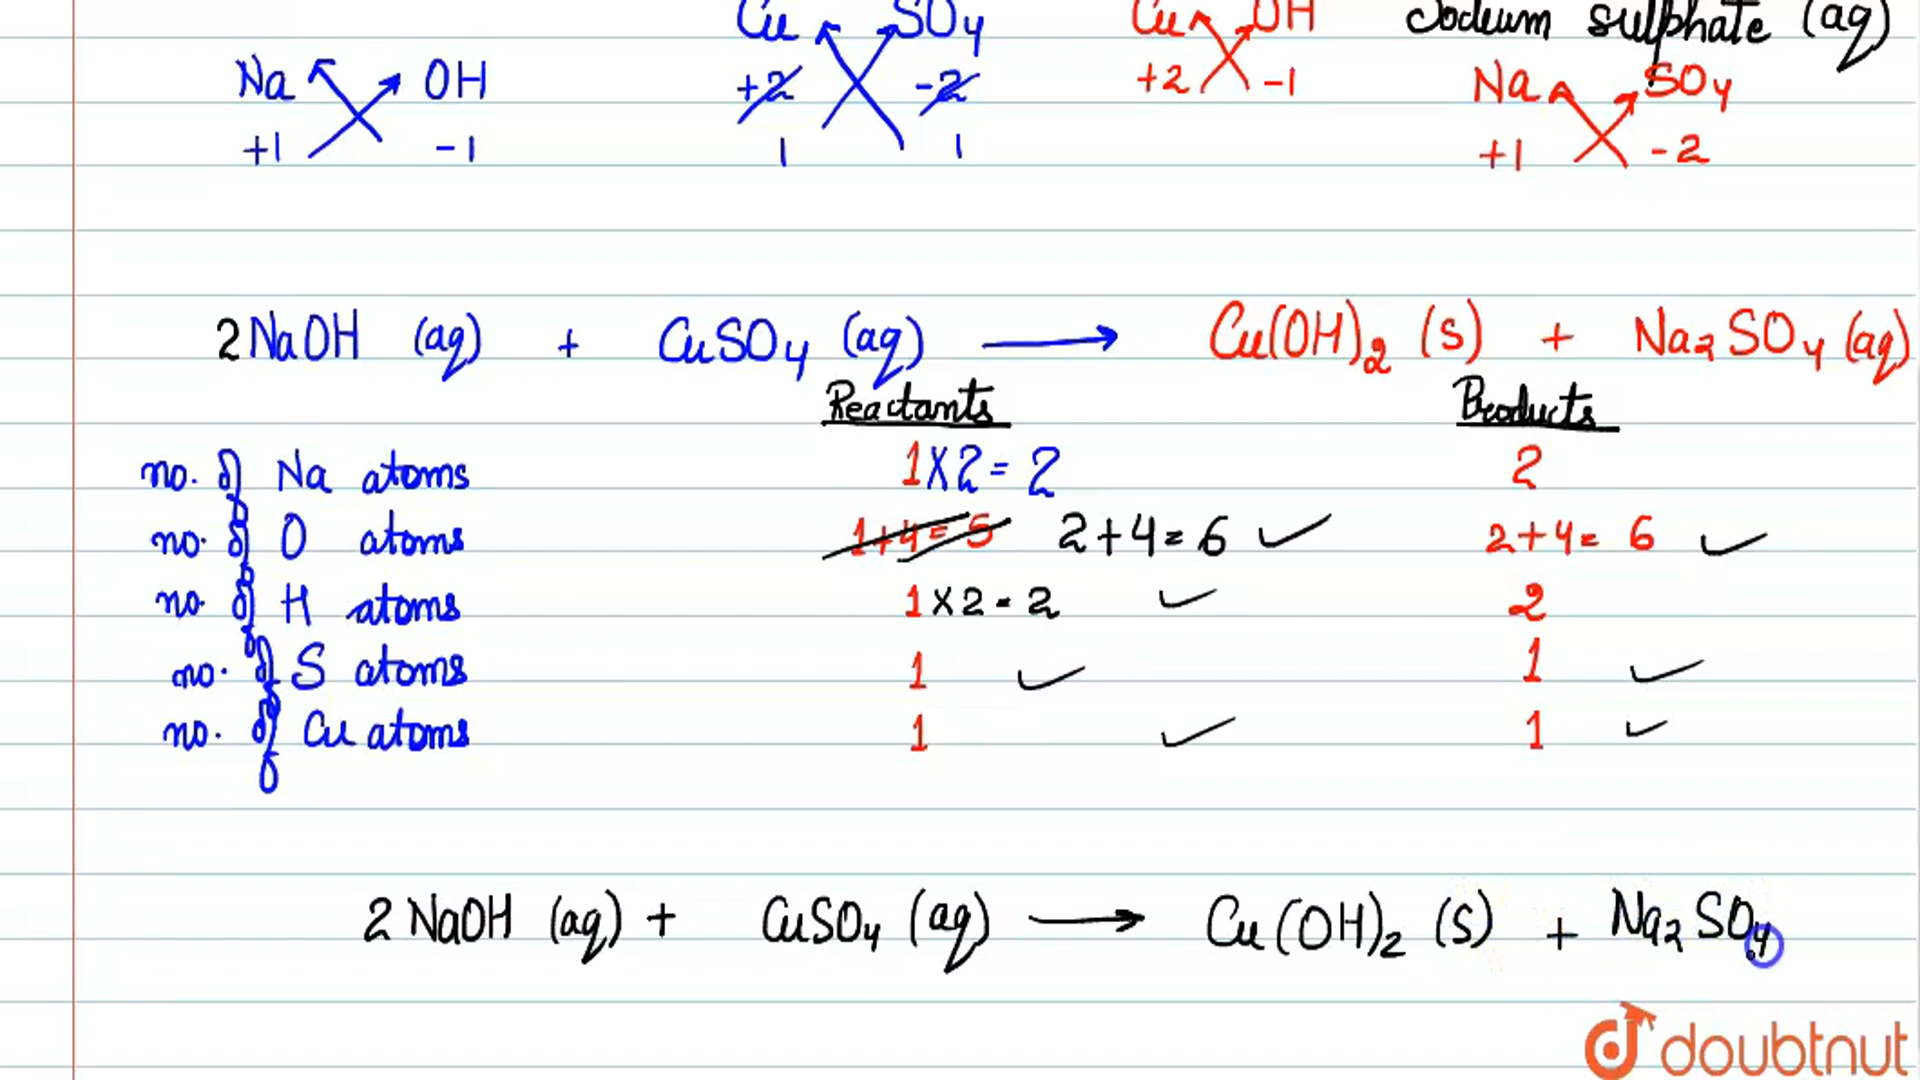 Cu SO4 Cu OH Sodium sulphate (aq)
Na OH +2 -2 +2 -1 Na SO4
+1 -1 1 1 +1 -2
2NaOH (aq) + CuSO4 (aq) → Cu(OH)2 (s) + Na2SO4 (aq)
Reactants Products
no. of Na atoms 1X2=2 2
no. of O atoms 1+4=5 2+4=6 ✓ 2+4=6 ✓
no. of H atoms 1×2=2 ✓ 2
no. of S atoms 1 ✓ 1 ✓
no. of Cu atoms 1 ✓ 1 ✓
2NaOH (aq) + CuSO4 (aq) → Cu(OH)2 (s) + Na2SO4
doubtnut